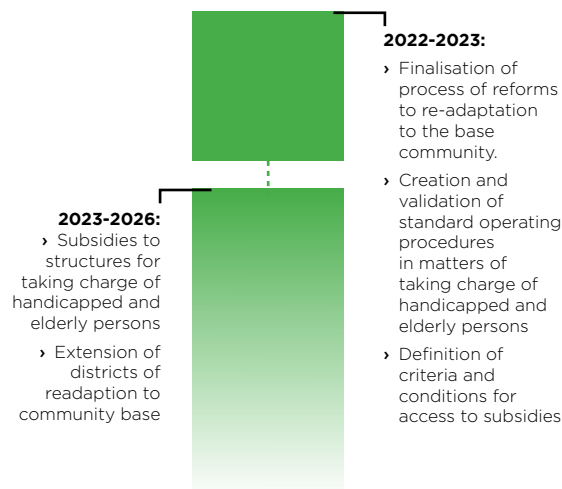 2022-2023:
› Finalisation of
process of reforms
to re-adaptation
to the base
community.
› Creation and
validation of
standard operating
procedures
in matters of
taking charge of
handicapped and
elderly persons
› Definition of
criteria and
conditions for
access to subsidies
2023-2026:
› Subsidies to
structures for
taking charge of
handicapped and
elderly persons
› Extension of
districts of
readaption to
community base